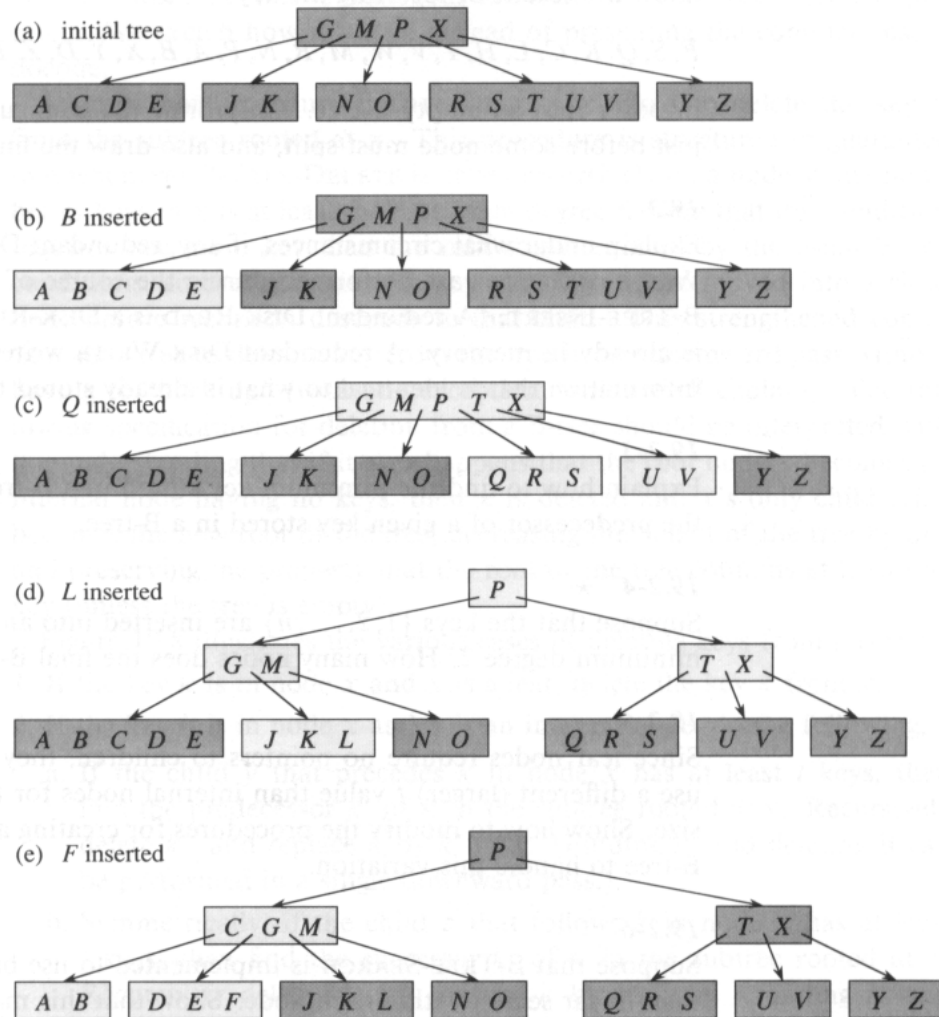 (a) initial tree
G M P X
A C D E J K N O R S T U V Y Z
(b) B inserted
G M P X
A B C D E J K N O R S T U V Y Z
(c) Q inserted
G M P T X
A B C D E J K N O Q R S U V Y Z
(d) L inserted
P
G M T X
A B C D E J K L N O Q R S U V Y Z
(e) F inserted
P
C G M T X
A B D E F J K L N O Q R S U V Y Z